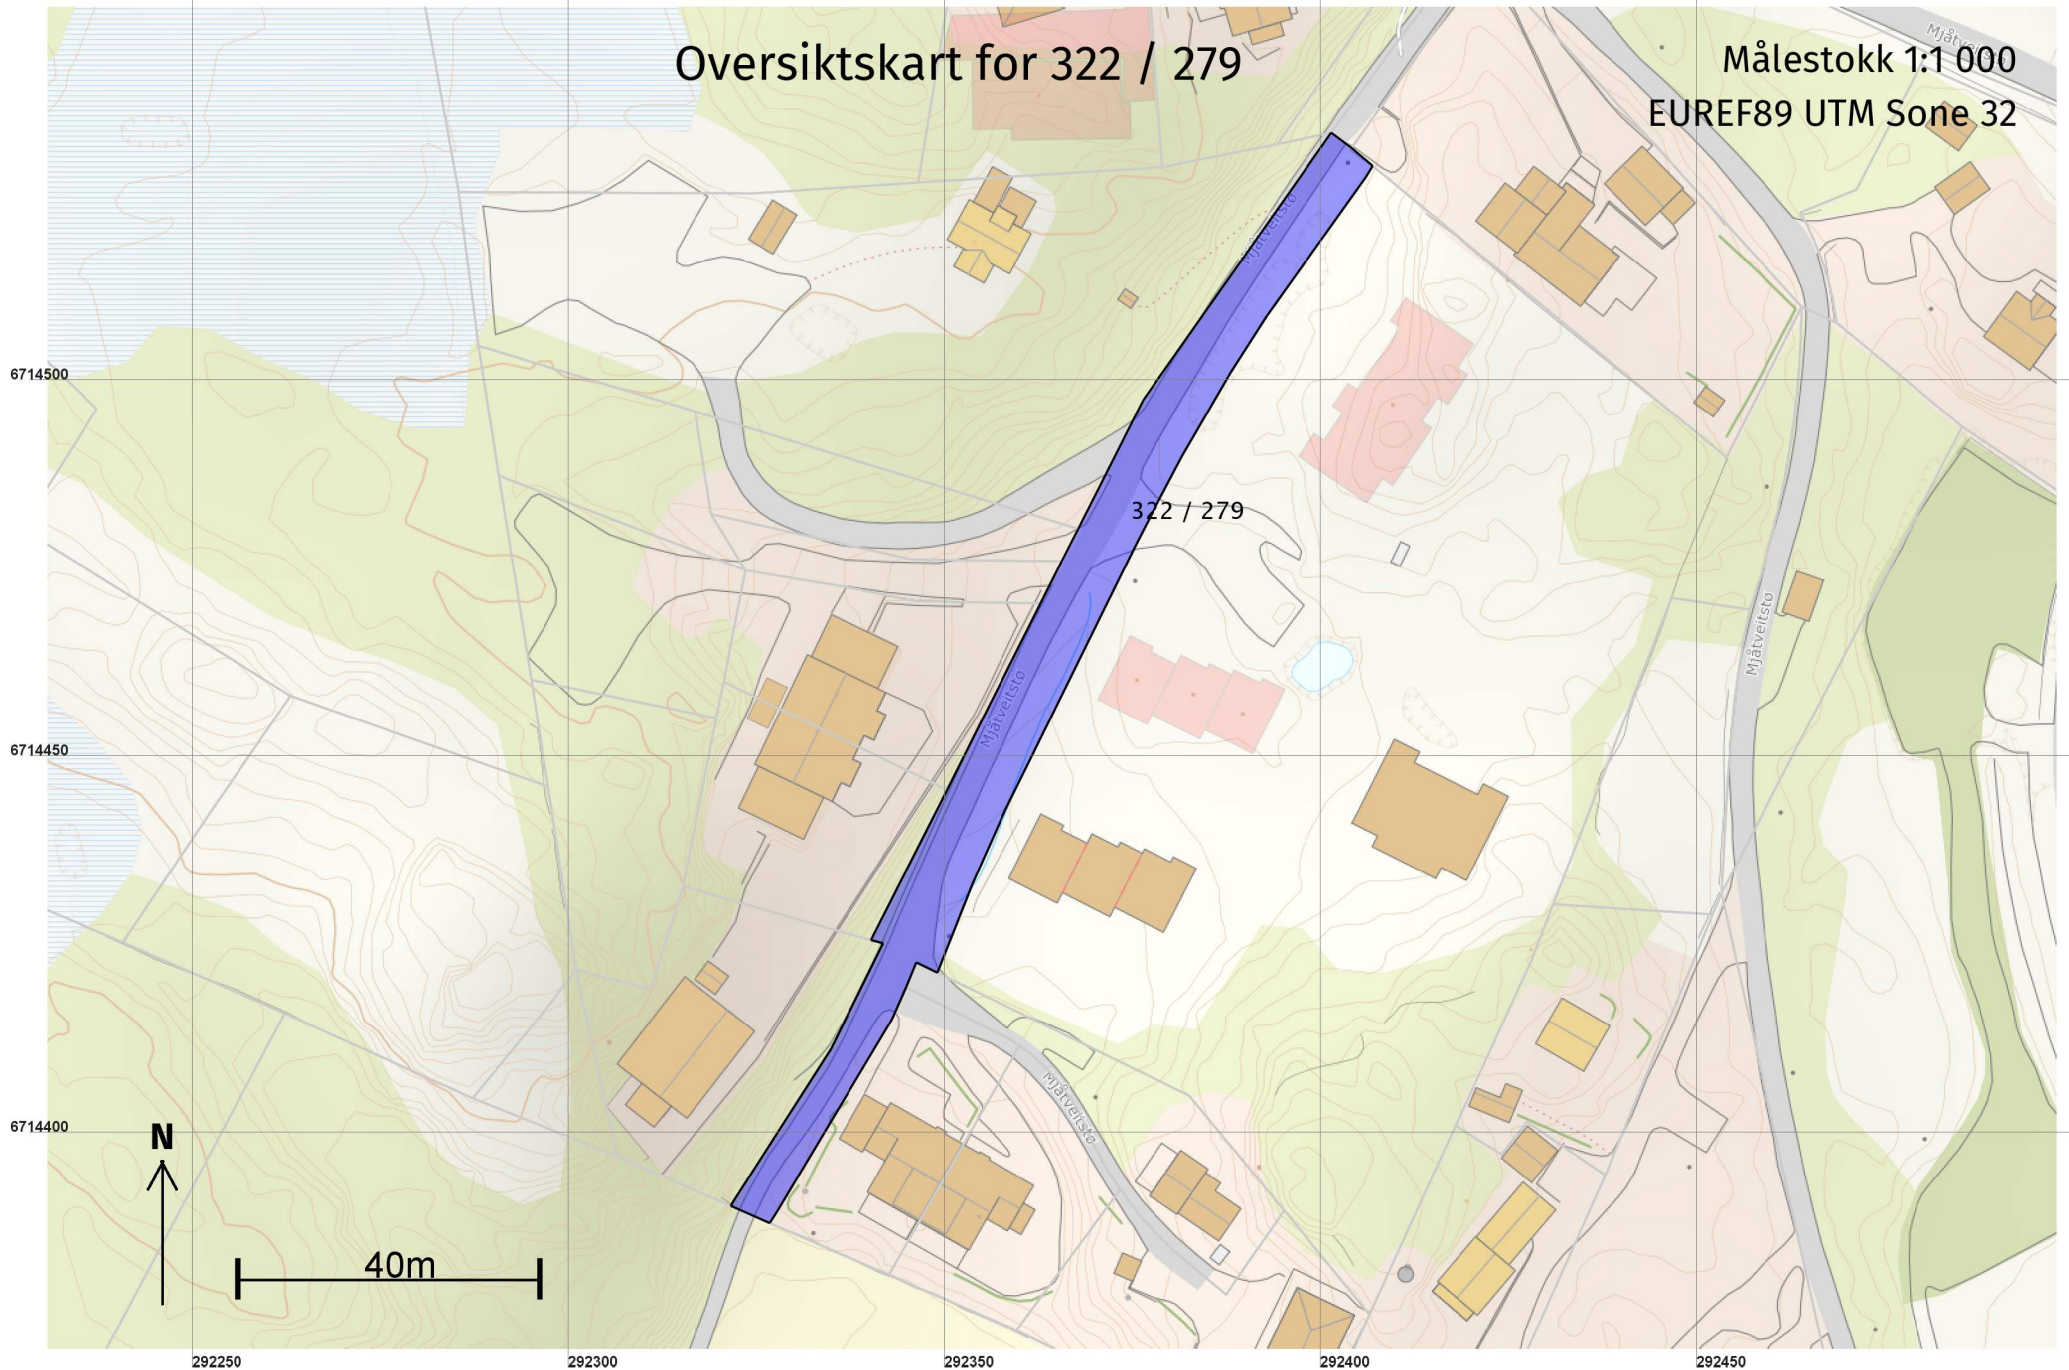 Oversiktskart for 322 / 279
Målestokk 1:1 000
EUREF89 UTM Sone 32
Mjåtveitstø
6714500
322 / 279
Mjåtveitstø
Mjåtveitstø
6714450
Mjåtveitstø
6714400
N
40m
292250
292300
292350
292400
292450